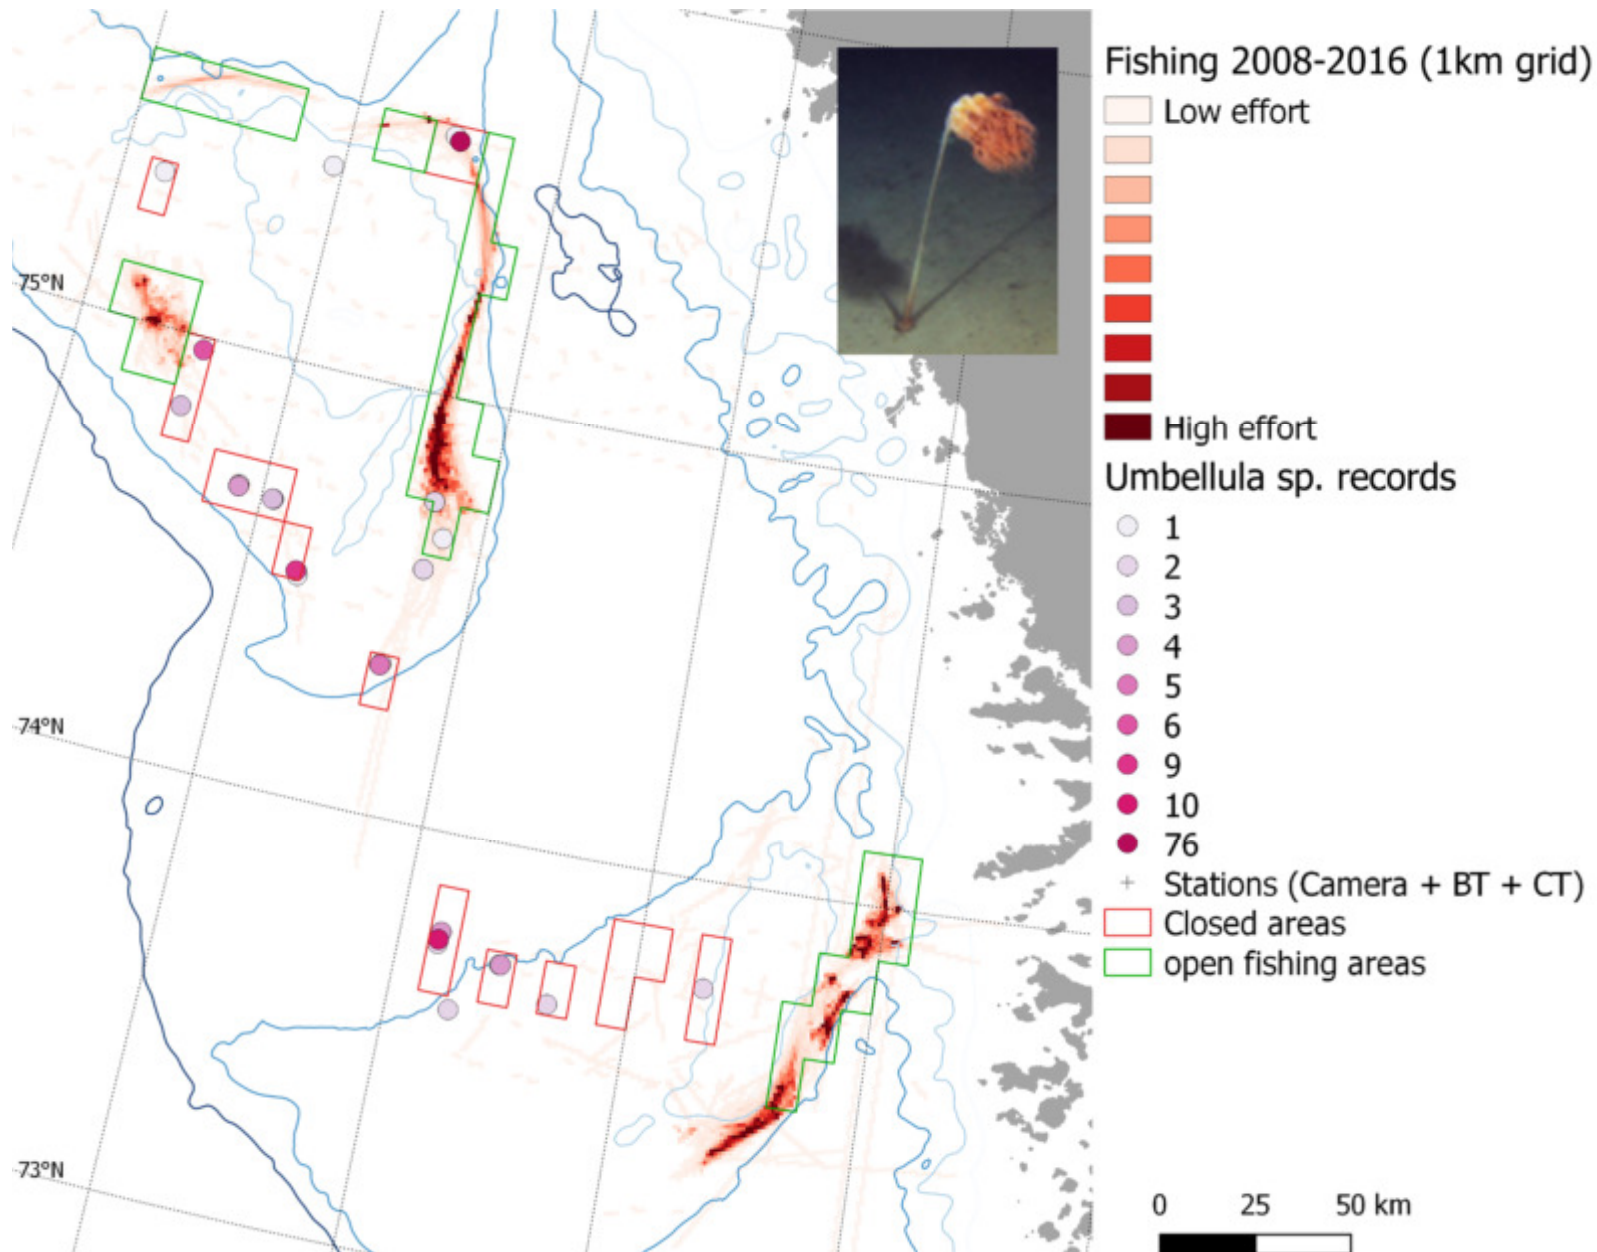 Fishing 2008-2016 (1km grid)
Low effort
High effort
Umbellula sp. records
1
2
3
4
5
6
9
10
76
Stations (Camera + BT + CT)
Closed areas
open fishing areas
75°N
74°N
73°N
0 25 50 km